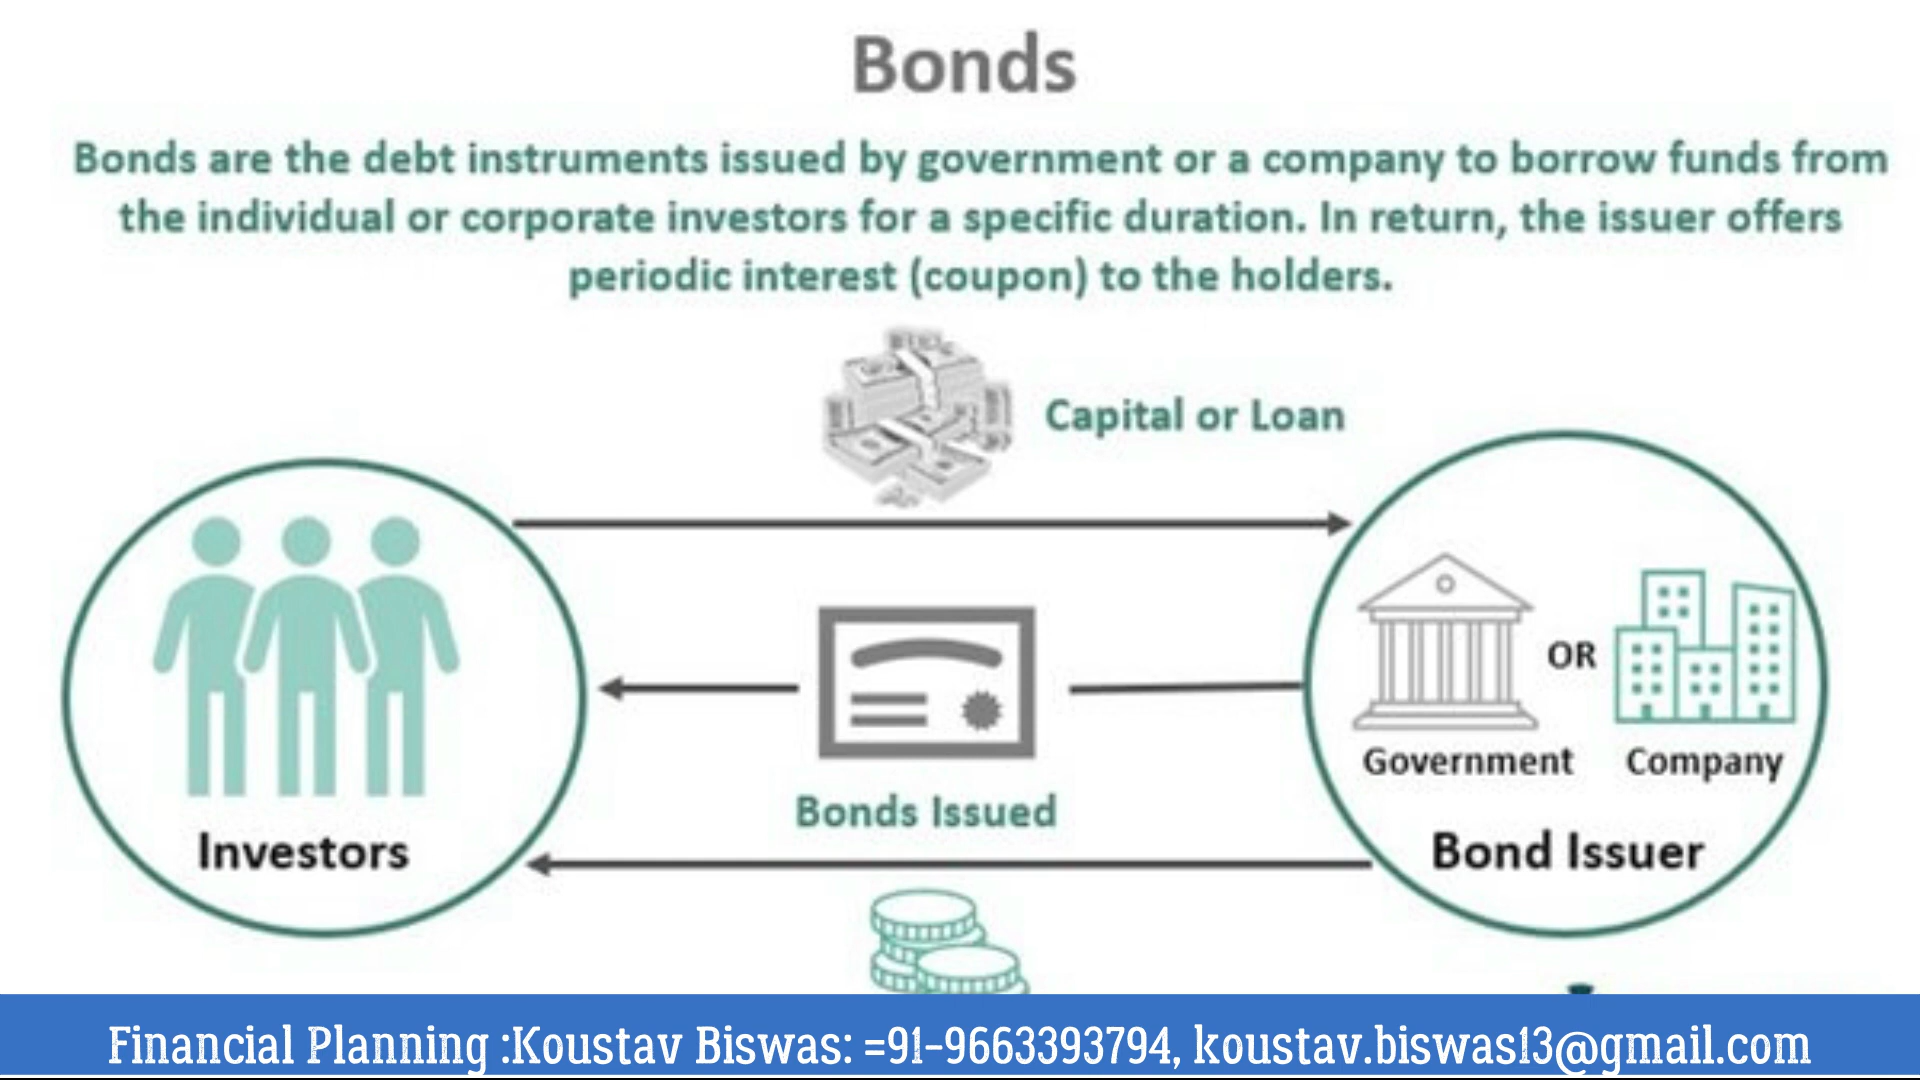 Bonds
Bonds are the debt instruments issued by government or a company to borrow funds from
the individual or corporate investors for a specific duration. In return, the issuer offers
periodic interest (coupon) to the holders.
Capital or Loan
OR
Government Company
Bonds Issued
Investors
Bond Issuer
Financial Planning :Koustav Biswas: =91-9663393794, koustav.biswas13@gmail.com